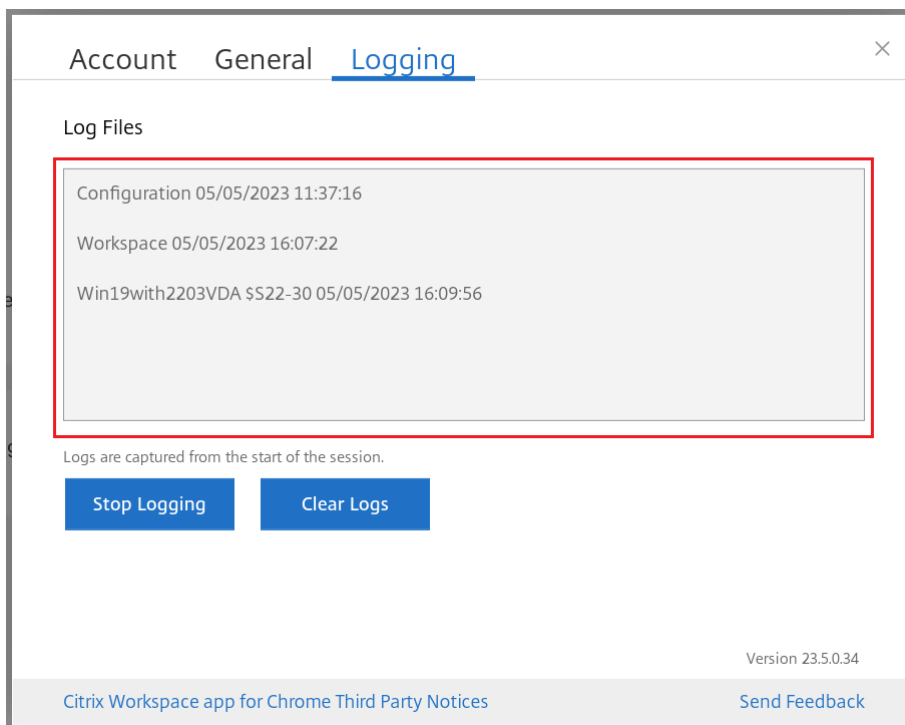 Account General Logging
Log Files
Configuration 05/05/2023 11:37:16
Workspace 05/05/2023 16:07:22
Win19with2203VDA $S22-30 05/05/2023 16:09:56
Logs are captured from the start of the session.
Stop Logging Clear Logs
Version 23.5.0.34
Citrix Workspace app for Chrome Third Party Notices Send Feedback